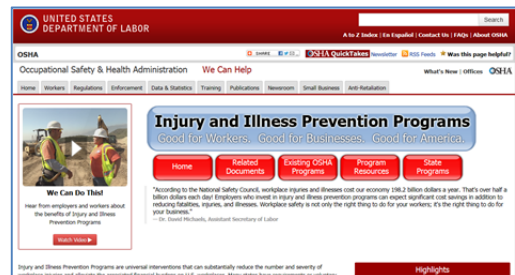 UNITED STATES
DEPARTMENT OF LABOR
Search
A to Z Index | En Español | Contact Us | FAQs | About OSHA
OSHA
SHARE
OSHA QuickTakes Newsletter RSS Feeds Was this page helpful?
Occupational Safety & Health Administration We Can Help
What's New | Offices OSHA
Home Workers Regulations Enforcement Data & Statistics Training Publications Newsroom Small Business Anti-Retaliation
Injury and Illness Prevention Programs
Good for Workers. Good for Businesses. Good for America.
Home
Related
Documents
Existing OSHA
Programs
Program
Resources
State
Programs
We Can Do This!
Hear from employers and workers about
the benefits of Injury and Illness
Prevention Programs
Watch Video
"According to the National Safety Council, workplace injuries and illnesses cost our economy 198.2 billion dollars a year. That's over half a
billion dollars each day! Employers who invest in injury and illness prevention programs can expect significant cost savings in addition to
reducing fatalities, injuries, and illnesses. Workplace safety is not only the right thing to do for your workers; it's the right thing to do for
your business."
-- Dr. David Michaels, Assistant Secretary of Labor
Injury and Illness Prevention Programs are universal interventions that can substantially reduce the number and severity of
Highlights